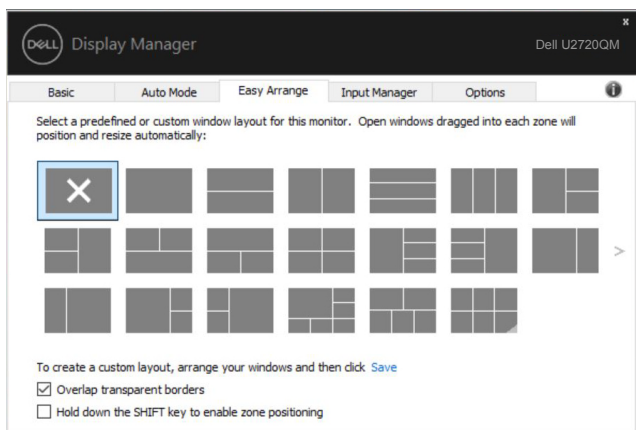 x
DELL Display Manager
Dell U2720QM
Basic Auto Mode Easy Arrange Input Manager Options
Select a predefined or custom window layout for this monitor. Open windows dragged into each zone will
position and resize automatically:
>
To create a custom layout, arrange your windows and then click Save
Overlap transparent borders
Hold down the SHIFT key to enable zone positioning